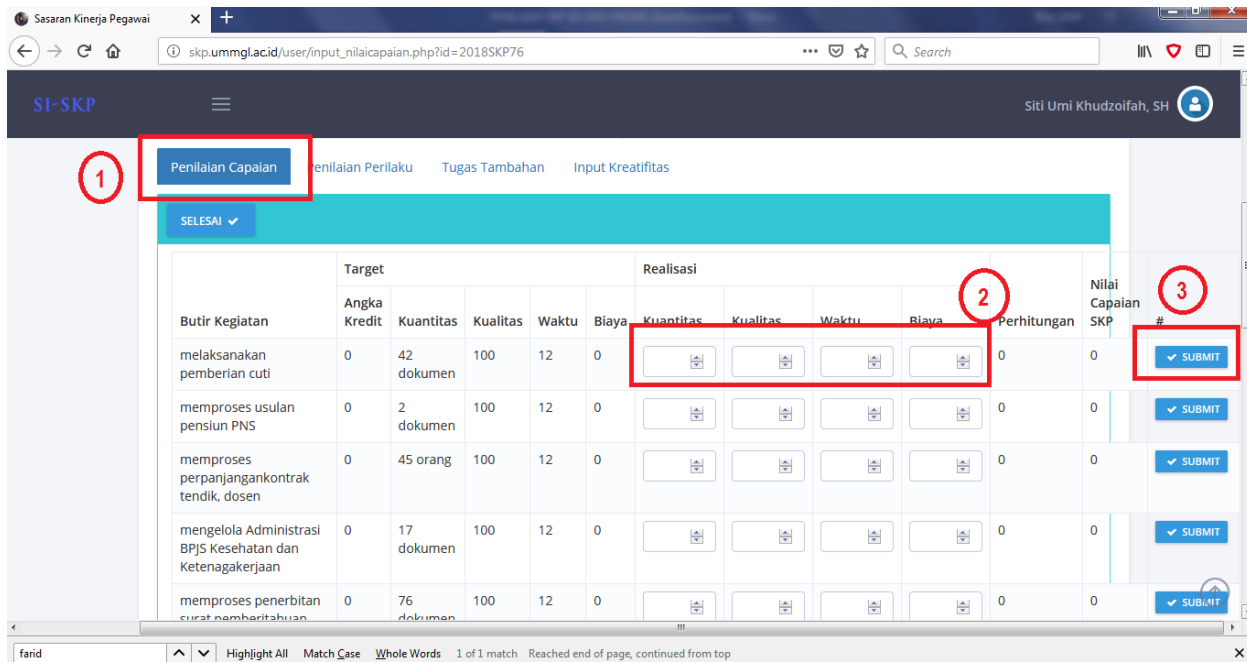 Sasaran Kinerja Pegawai
skp.ummgl.ac.id/user/input_nilaicapaian.php?id=2018SKP76
Search
SI-SKP
Siti Umi Khudzoifah, SH
1
Penilaian Capaian
Penilaian Perilaku
Tugas Tambahan
Input Kreatifitas
SELESAI
Target
Realisasi
2
3
Butir Kegiatan
Angka Kredit
Kuantitas
Kualitas
Waktu
Biaya
Kuantitas
Kualitas
Waktu
Biaya
Perhitungan
Nilai Capaian SKP
#
melaksanakan pemberian cuti 0 42 dokumen 100 12 0 0 0 SUBMIT
memproses usulan pensiun PNS 0 2 dokumen 100 12 0 0 0 SUBMIT
memproses perpanjangankontrak tendik, dosen 0 45 orang 100 12 0 0 0 SUBMIT
mengelola Administrasi BPJS Kesehatan dan Ketenagakerjaan 0 17 dokumen 100 12 0 0 0 SUBMIT
memproses penerbitan surat pemberitahuan 0 76 dokumen 100 12 0 0 0 SUBMIT
farid
Highlight All Match Case Whole Words 1 of 1 match Reached end of page, continued from top